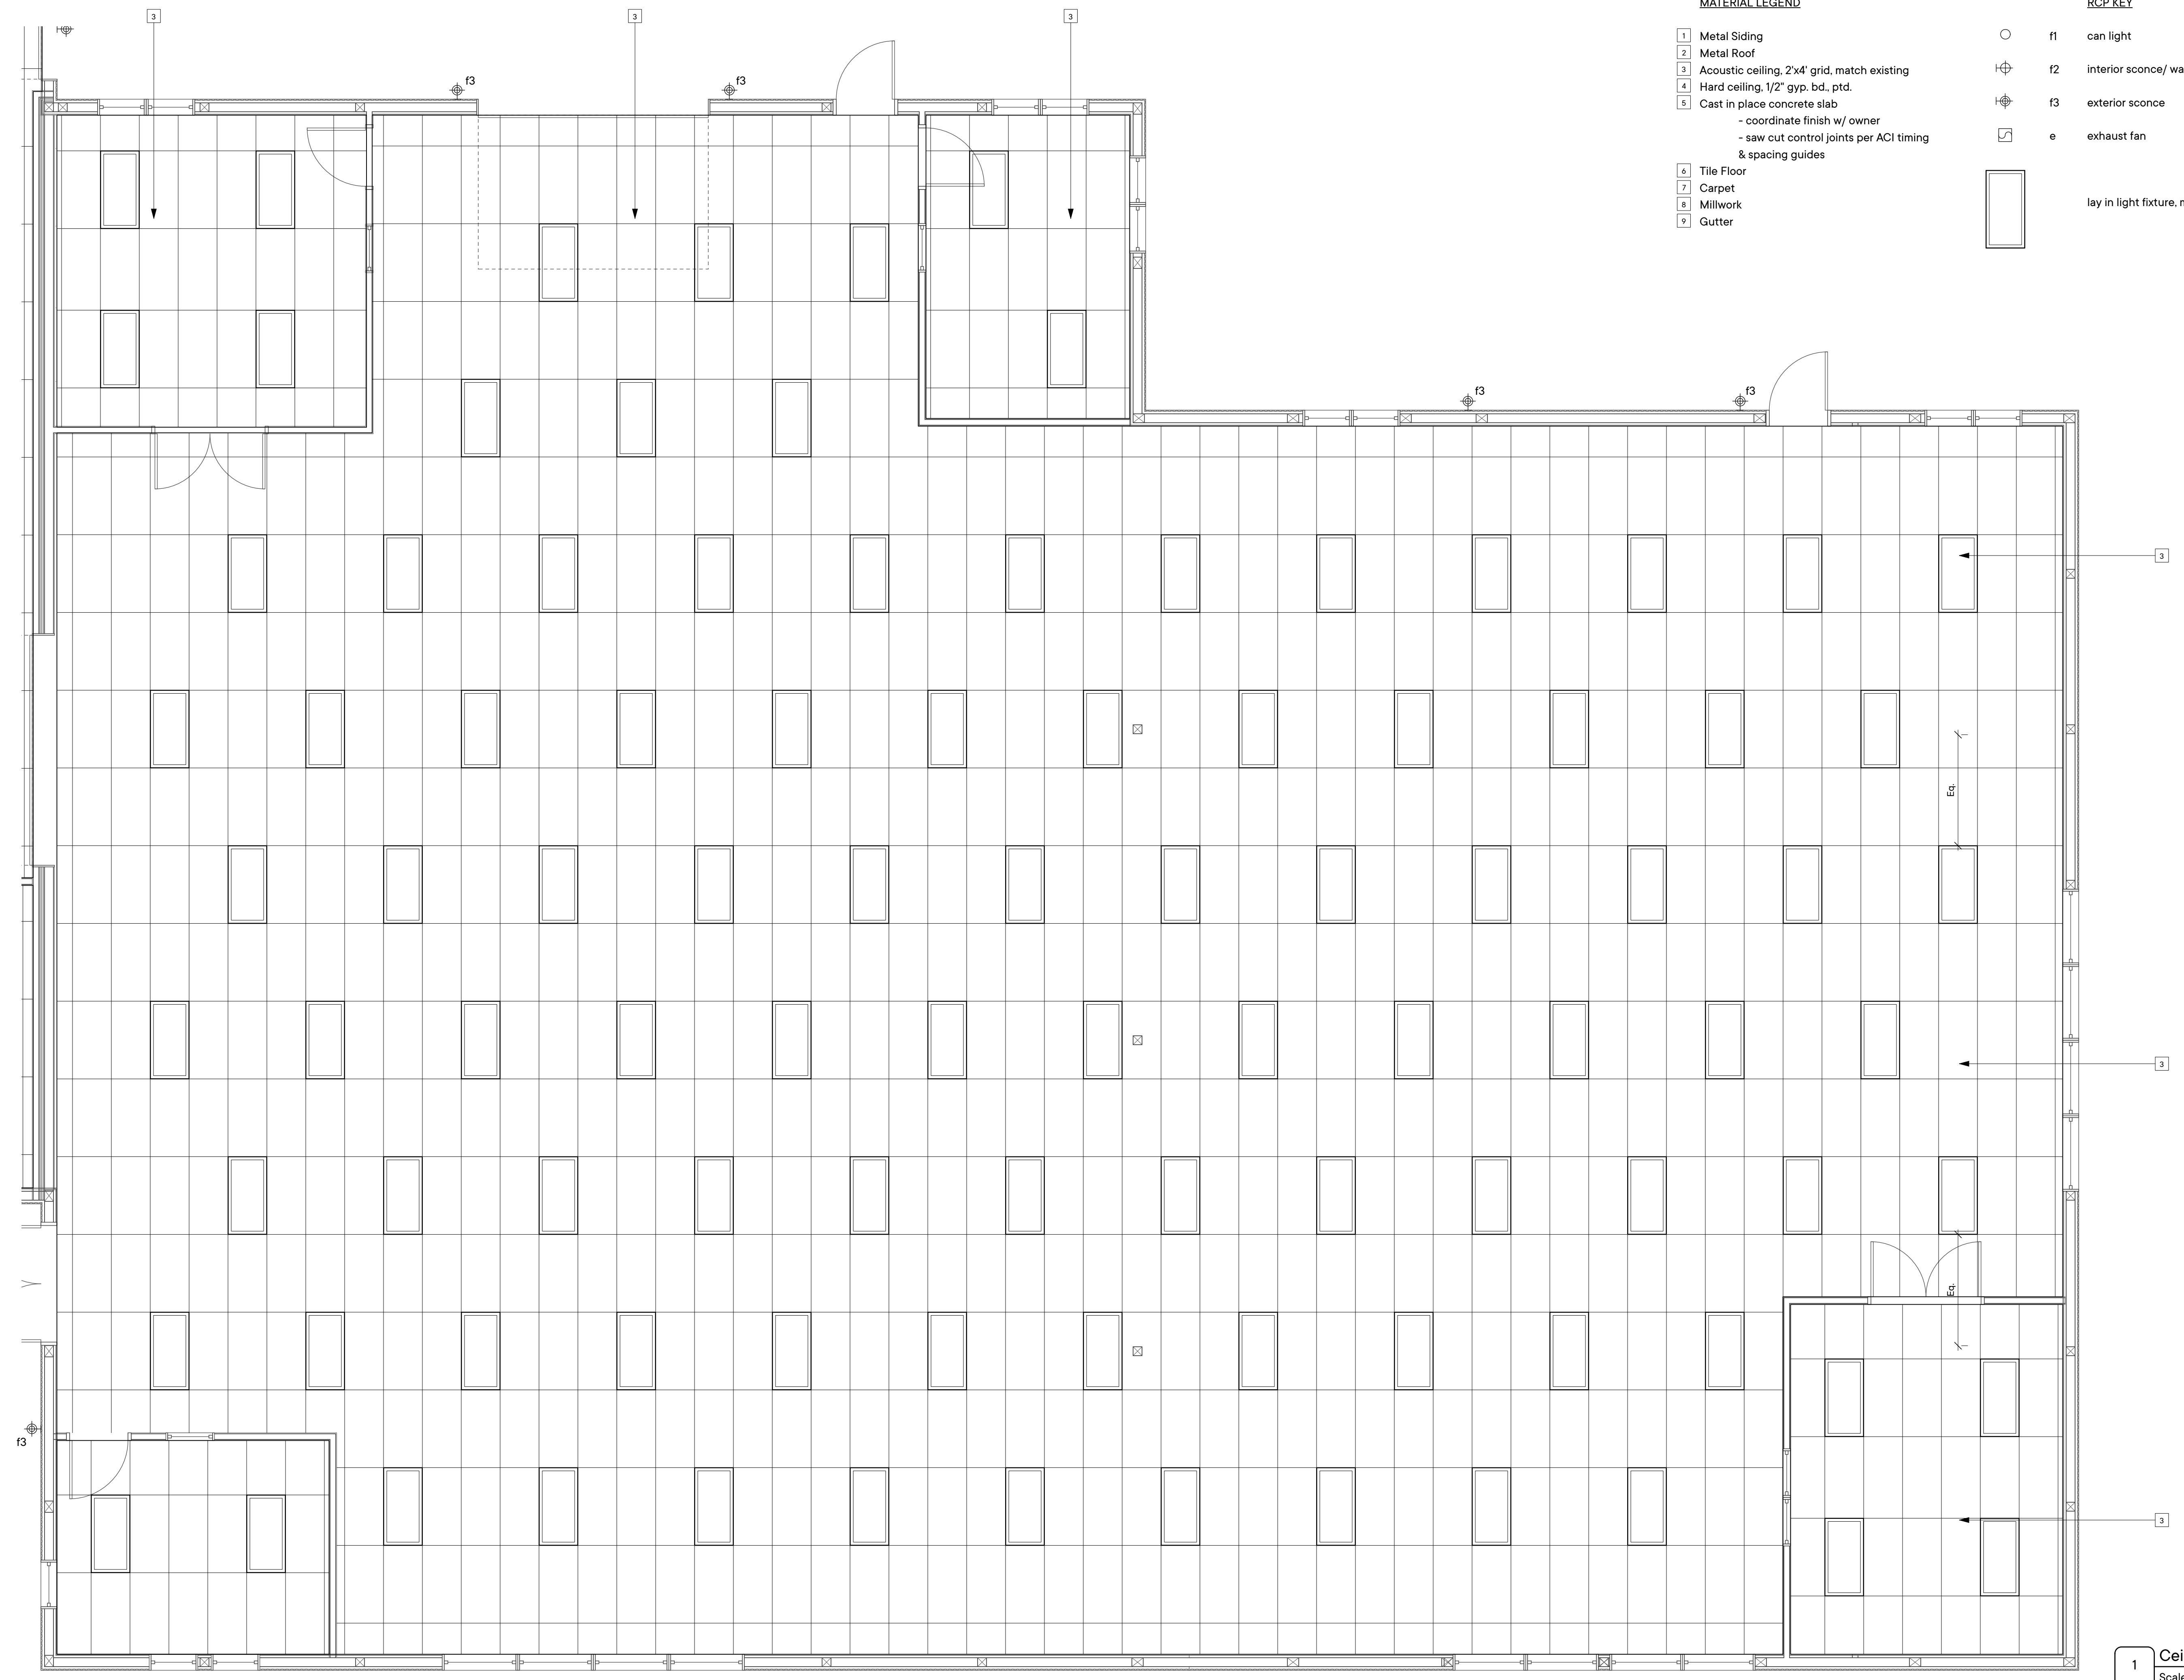 3
3
3
MATERIAL LEGEND
1 Metal Siding
2 Metal Roof
3 Acoustic ceiling, 2'x4' grid, match existing
4 Hard ceiling, 1/2" gyp. bd., ptd.
5 Cast in place concrete slab
- coordinate finish w/ owner
- saw cut control joints per ACI timing
& spacing guides
6 Tile Floor
7 Carpet
8 Millwork
9 Gutter
RCP KEY
f1 can light
f2 interior sconce/
f3 exterior sconce
e exhaust fan
lay in light fixture,
f3
f3
f3
f3
3
Eq.
3
Eq.
f3
3
1